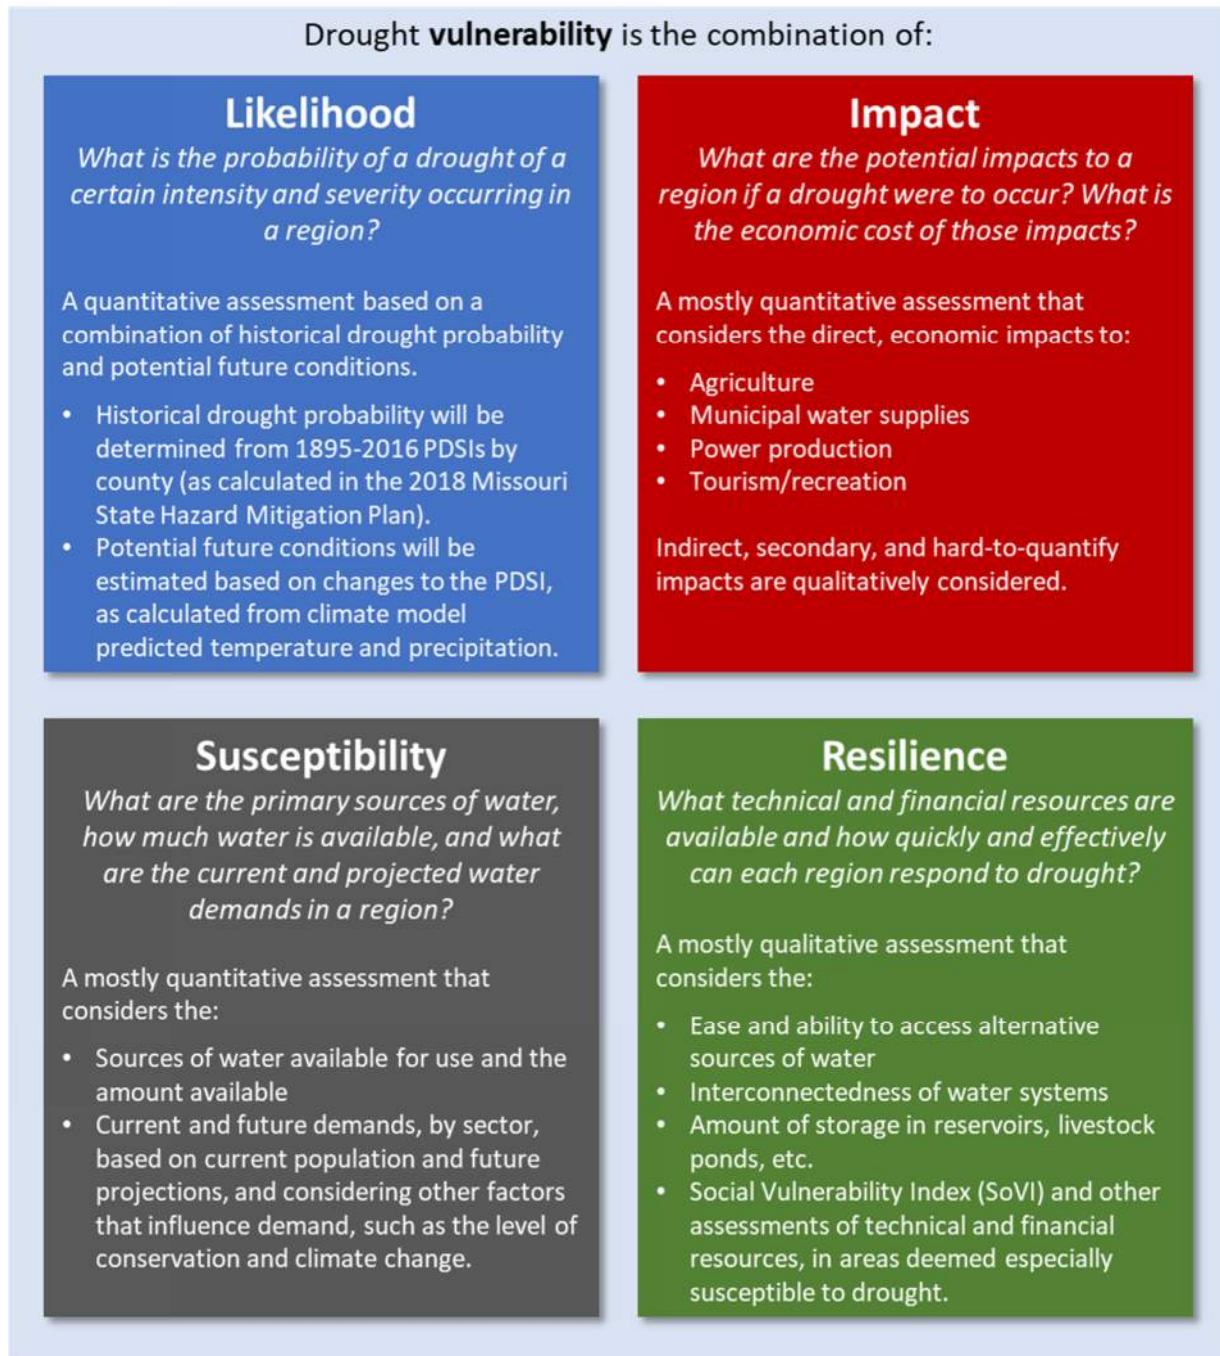 Drought vulnerability is the combination of:
Likelihood
What is the probability of a drought of a
certain intensity and severity occurring in
a region?
A quantitative assessment based on a
combination of historical drought probability
and potential future conditions.
• Historical drought probability will be
determined from 1895-2016 PDSIs by
county (as calculated in the 2018 Missouri
State Hazard Mitigation Plan).
• Potential future conditions will be
estimated based on changes to the PDSI,
as calculated from climate model
predicted temperature and precipitation.
Impact
What are the potential impacts to a
region if a drought were to occur? What is
the economic cost of those impacts?
A mostly quantitative assessment that
considers the direct, economic impacts to:
• Agriculture
• Municipal water supplies
• Power production
• Tourism/recreation
Indirect, secondary, and hard-to-quantify
impacts are qualitatively considered.
Susceptibility
What are the primary sources of water,
how much water is available, and what
are the current and projected water
demands in a region?
A mostly quantitative assessment that
considers the:
• Sources of water available for use and the
amount available
• Current and future demands, by sector,
based on current population and future
projections, and considering other factors
that influence demand, such as the level of
conservation and climate change.
Resilience
What technical and financial resources are
available and how quickly and effectively
can each region respond to drought?
A mostly qualitative assessment that
considers the:
• Ease and ability to access alternative
sources of water
• Interconnectedness of water systems
• Amount of storage in reservoirs, livestock
ponds, etc.
• Social Vulnerability Index (SoVI) and other
assessments of technical and financial
resources, in areas deemed especially
susceptible to drought.